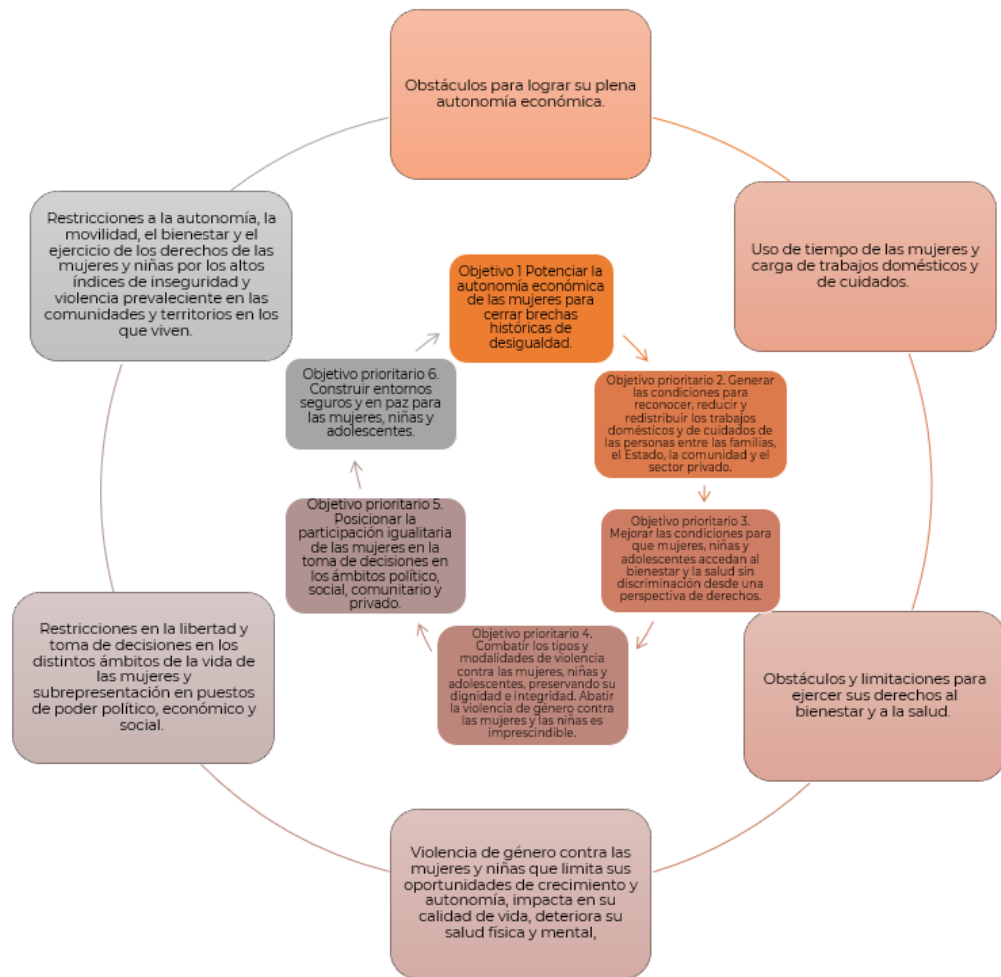 Obstáculos para lograr su plena
autonomía económica.
Uso de tiempo de las mujeres y
carga de trabajos domésticos y
de cuidados.
Obstáculos y limitaciones para
ejercer sus derechos al
bienestar y a la salud.
Violencia de género contra las
mujeres y niñas que limita sus
oportunidades de crecimiento y
autonomía, impacta en su
calidad de vida, deteriora su
salud física y mental,
Restricciones en la libertad y
toma de decisiones en los
distintos ámbitos de la vida de
las mujeres y
subrepresentación en puestos
de poder político, económico y
social.
Restricciones a la autonomía, la
movilidad, el bienestar y el
ejercicio de los derechos de las
mujeres y niñas por los altos
índices de inseguridad y
violencia prevaleciente en las
comunidades y territorios en los
que viven.
Objetivo 1 Potenciar la
autonomía económica
de las mujeres para
cerrar brechas
históricas de
desigualdad.
Objetivo prioritario 2. Generar
las condiciones para
reconocer, reducir y
redistribuir los trabajos
domésticos y de cuidados de
las personas entre las familias,
el Estado, la comunidad y el
sector privado.
Objetivo prioritario 3.
Mejorar las condiciones para
que mujeres, niñas y
adolescentes accedan al
bienestar y la salud sin
discriminación desde una
perspectiva de derechos.
Objetivo prioritario 4.
Combatir los tipos y
modalidades de violencia
contra las mujeres, niñas y
adolescentes, preservando su
dignidad e integridad. Abatir
la violencia de género contra
las mujeres y las niñas es
imprescindible.
Objetivo prioritario 5.
Posicionar la
participación igualitaria
de las mujeres en la
toma de decisiones en
los ámbitos político,
social, comunitario y
privado.
Objetivo prioritario 6.
Construir entornos
seguros y en paz para
las mujeres, niñas y
adolescentes.